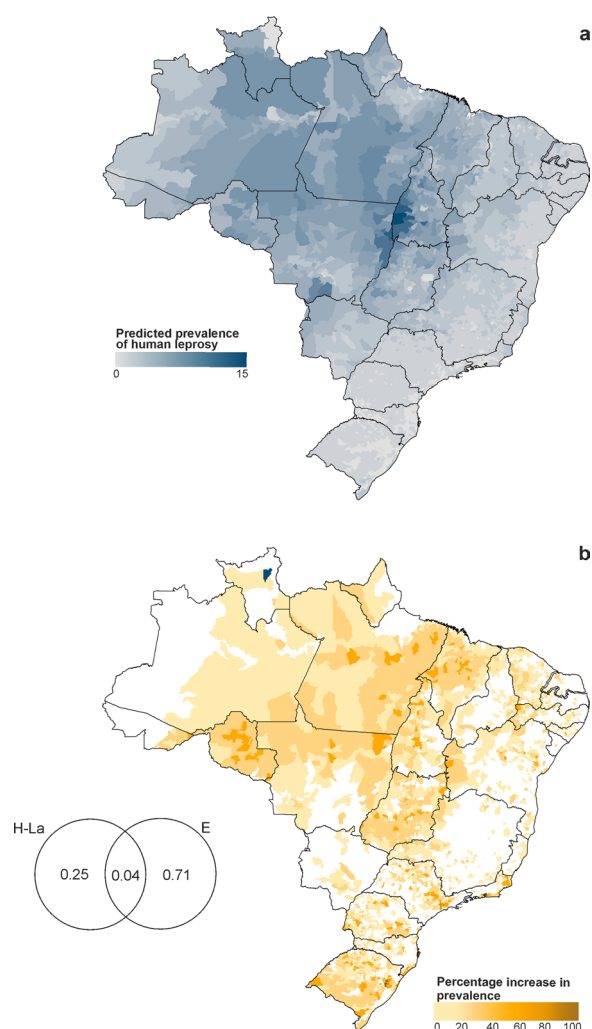 a
Predicted prevalence
of human leprosy
0 15
b
H-La E
0.25 0.04 0.71
Percentage increase in
prevalence
0 20 40 60 80 100